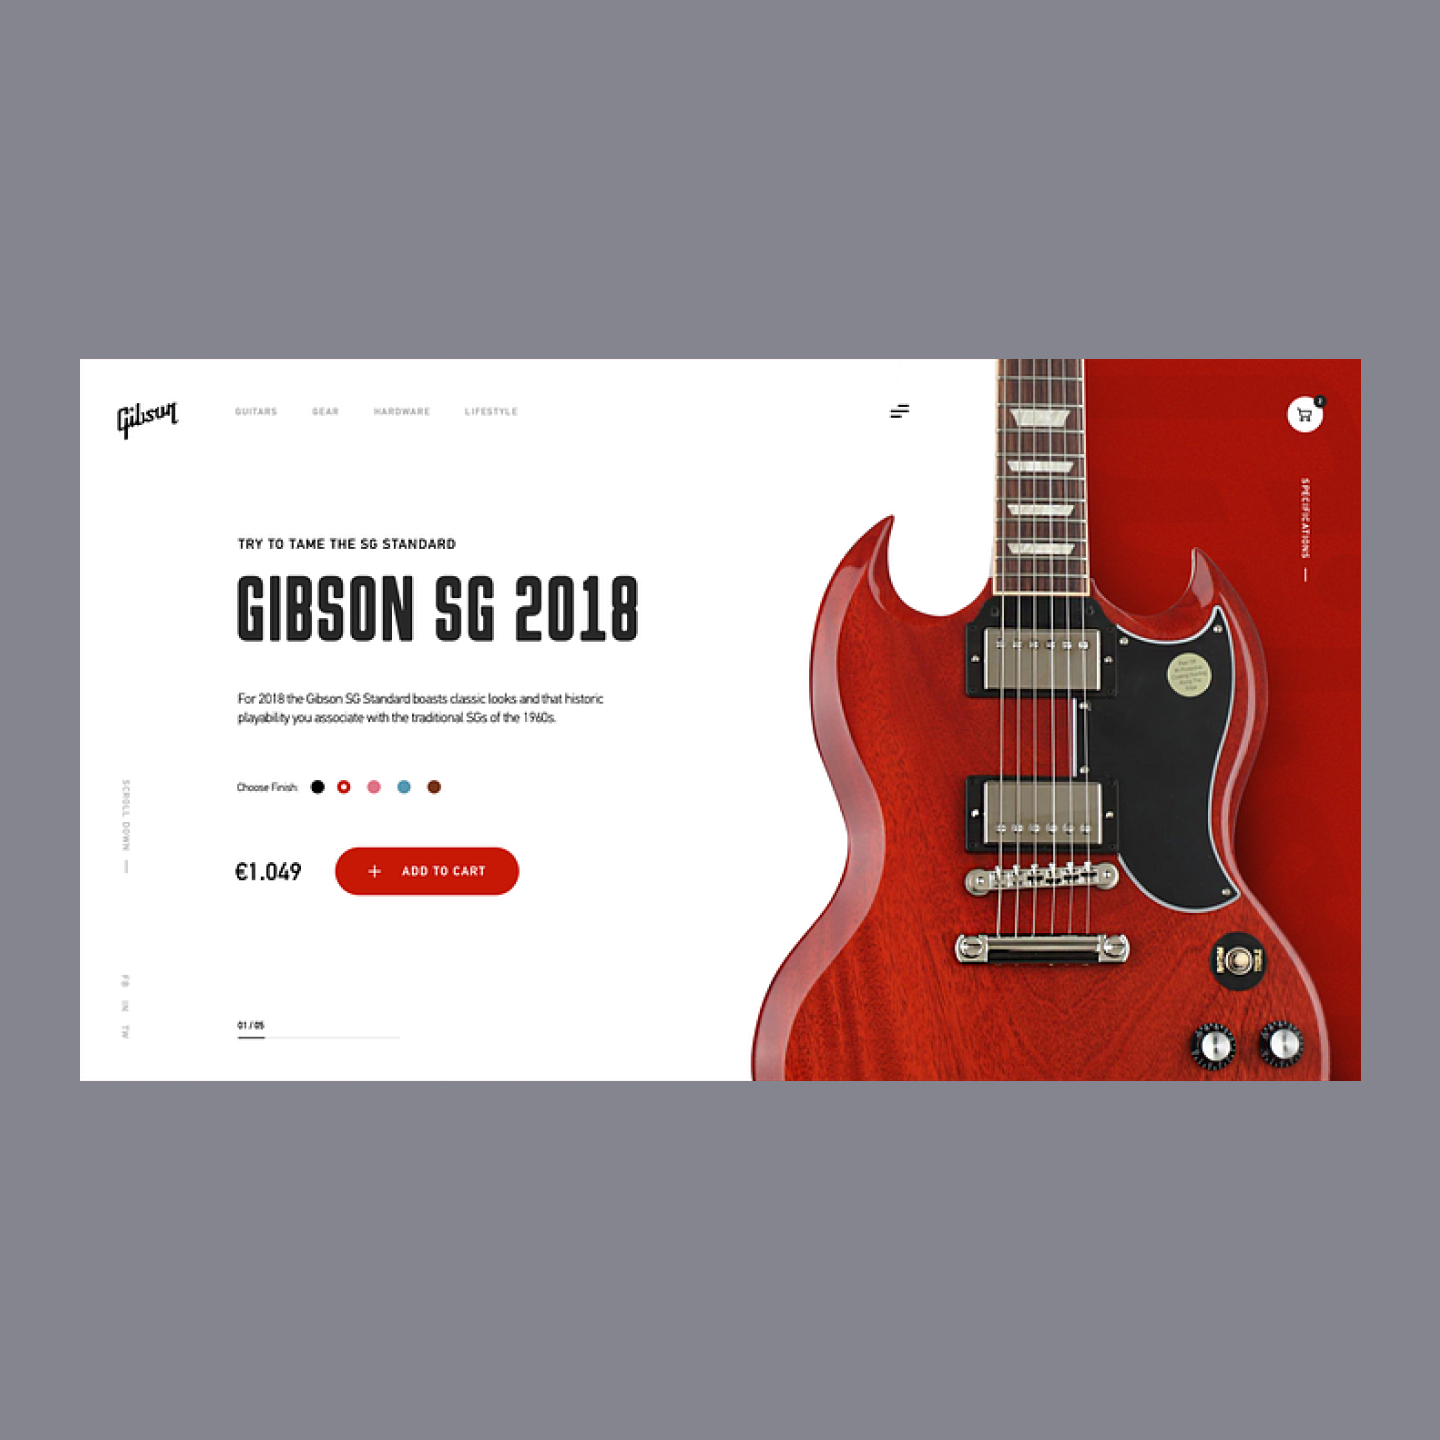 Gibson
GUITARS GEAR HARDWARE LIFESTYLE
TRY TO TAME THE SG STANDARD
GIBSON SG 2018
For 2018 the Gibson SG Standard boasts classic looks and that historic
playability you associate with the traditional SGs of the 1960s.
Choose Finish:
€1.049
+ ADD TO CART
01/05
SCROLL DOWN
FB IN TW
SPECIFICATIONS